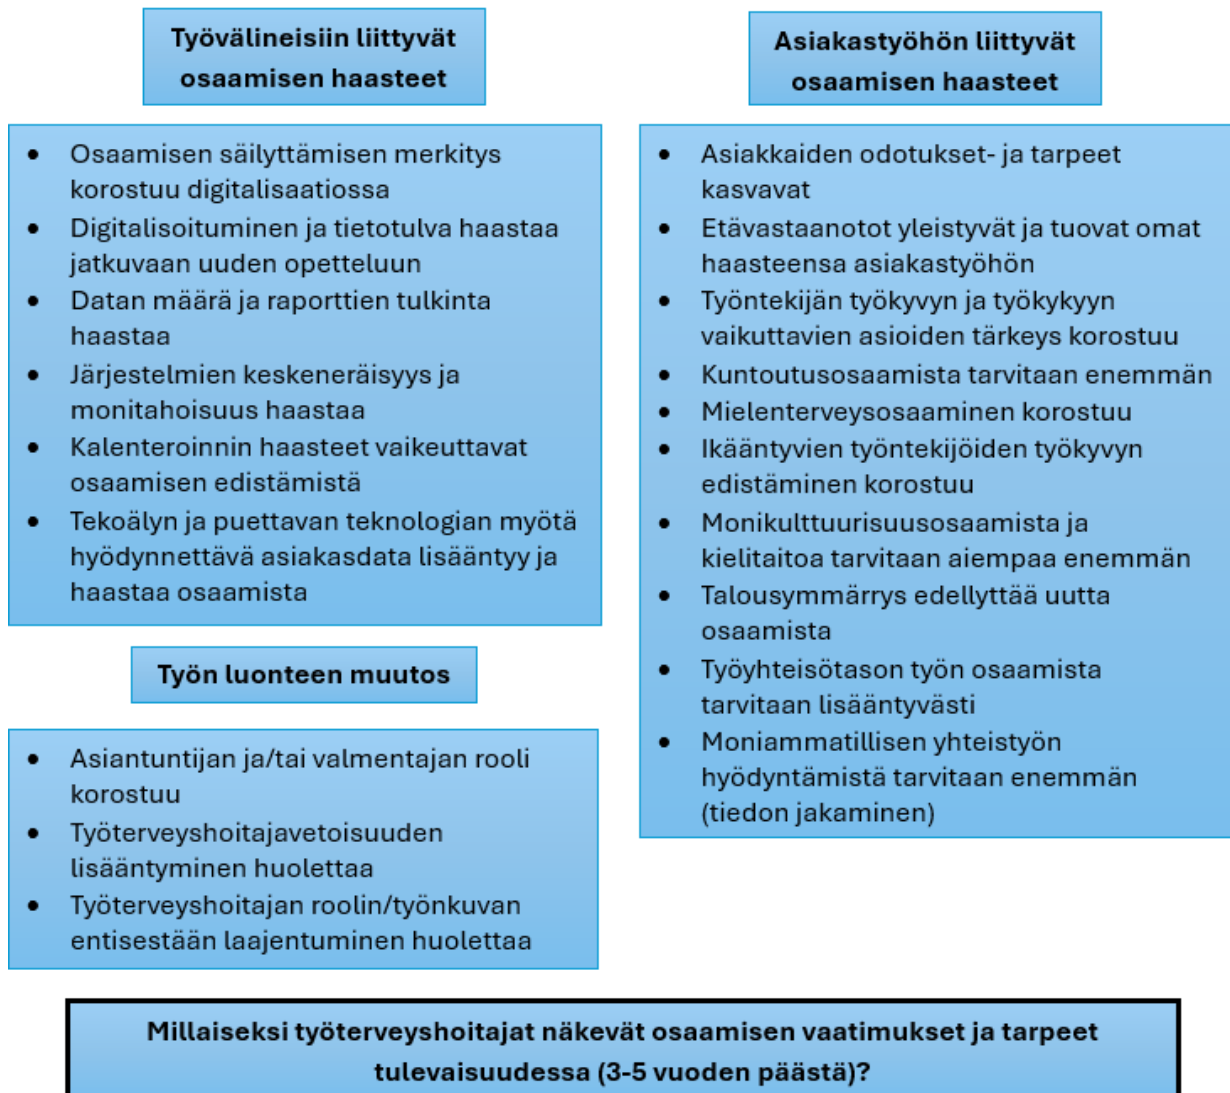 Työvälineisiin liittyvät
osaamisen haasteet
• Osaamisen säilyttämisen merkitys
korostuu digitalisaatiossa
• Digitalisoituminen ja tietotulva haastaa
jatkuvaan uuden opetteluun
• Datan määrä ja raporttien tulkinta
haastaa
• Järjestelmien keskeneräisyys ja
monitahoisuus haastaa
• Kalenteroinnin haasteet vaikeuttavat
osaamisen edistämistä
• Tekoälyn ja puettavan teknologian myötä
hyödynnettävä asiakasdata lisääntyy ja
haastaa osaamista
Työn luonteen muutos
• Asiantuntijan ja/tai valmentajan rooli
korostuu
• Työterveyshoitajavetoisuuden
lisääntyminen huolettaa
• Työterveyshoitajan roolin/työnkuvan
entisestään laajentuminen huolettaa
Asiakastyöhön liittyvät
osaamisen haasteet
• Asiakkaiden odotukset- ja tarpeet
kasvavat
• Etävastaanotot yleistyvät ja tuovat omat
haasteensa asiakastyöhön
• Työntekijän työkyvyn ja työkykyyn
vaikuttavien asioiden tärkeys korostuu
• Kuntoutusosaamista tarvitaan enemmän
• Mielenterveysosaaminen korostuu
• Ikääntyvien työntekijöiden työkyvyn
edistäminen korostuu
• Monikulttuurisuusosaamista ja
kielitaitoa tarvitaan aiempaa enemmän
• Talousymmärrys edellyttää uutta
osaamista
• Työyhteisötason työn osaamista
tarvitaan lisääntyvästi
• Moniammatillisen yhteistyön
hyödyntämistä tarvitaan enemmän
(tiedon jakaminen)
Millaiseksi työterveyshoitajat näkevät osaamisen vaatimukset ja tarpeet
tulevaisuudessa (3-5 vuoden päästä)?